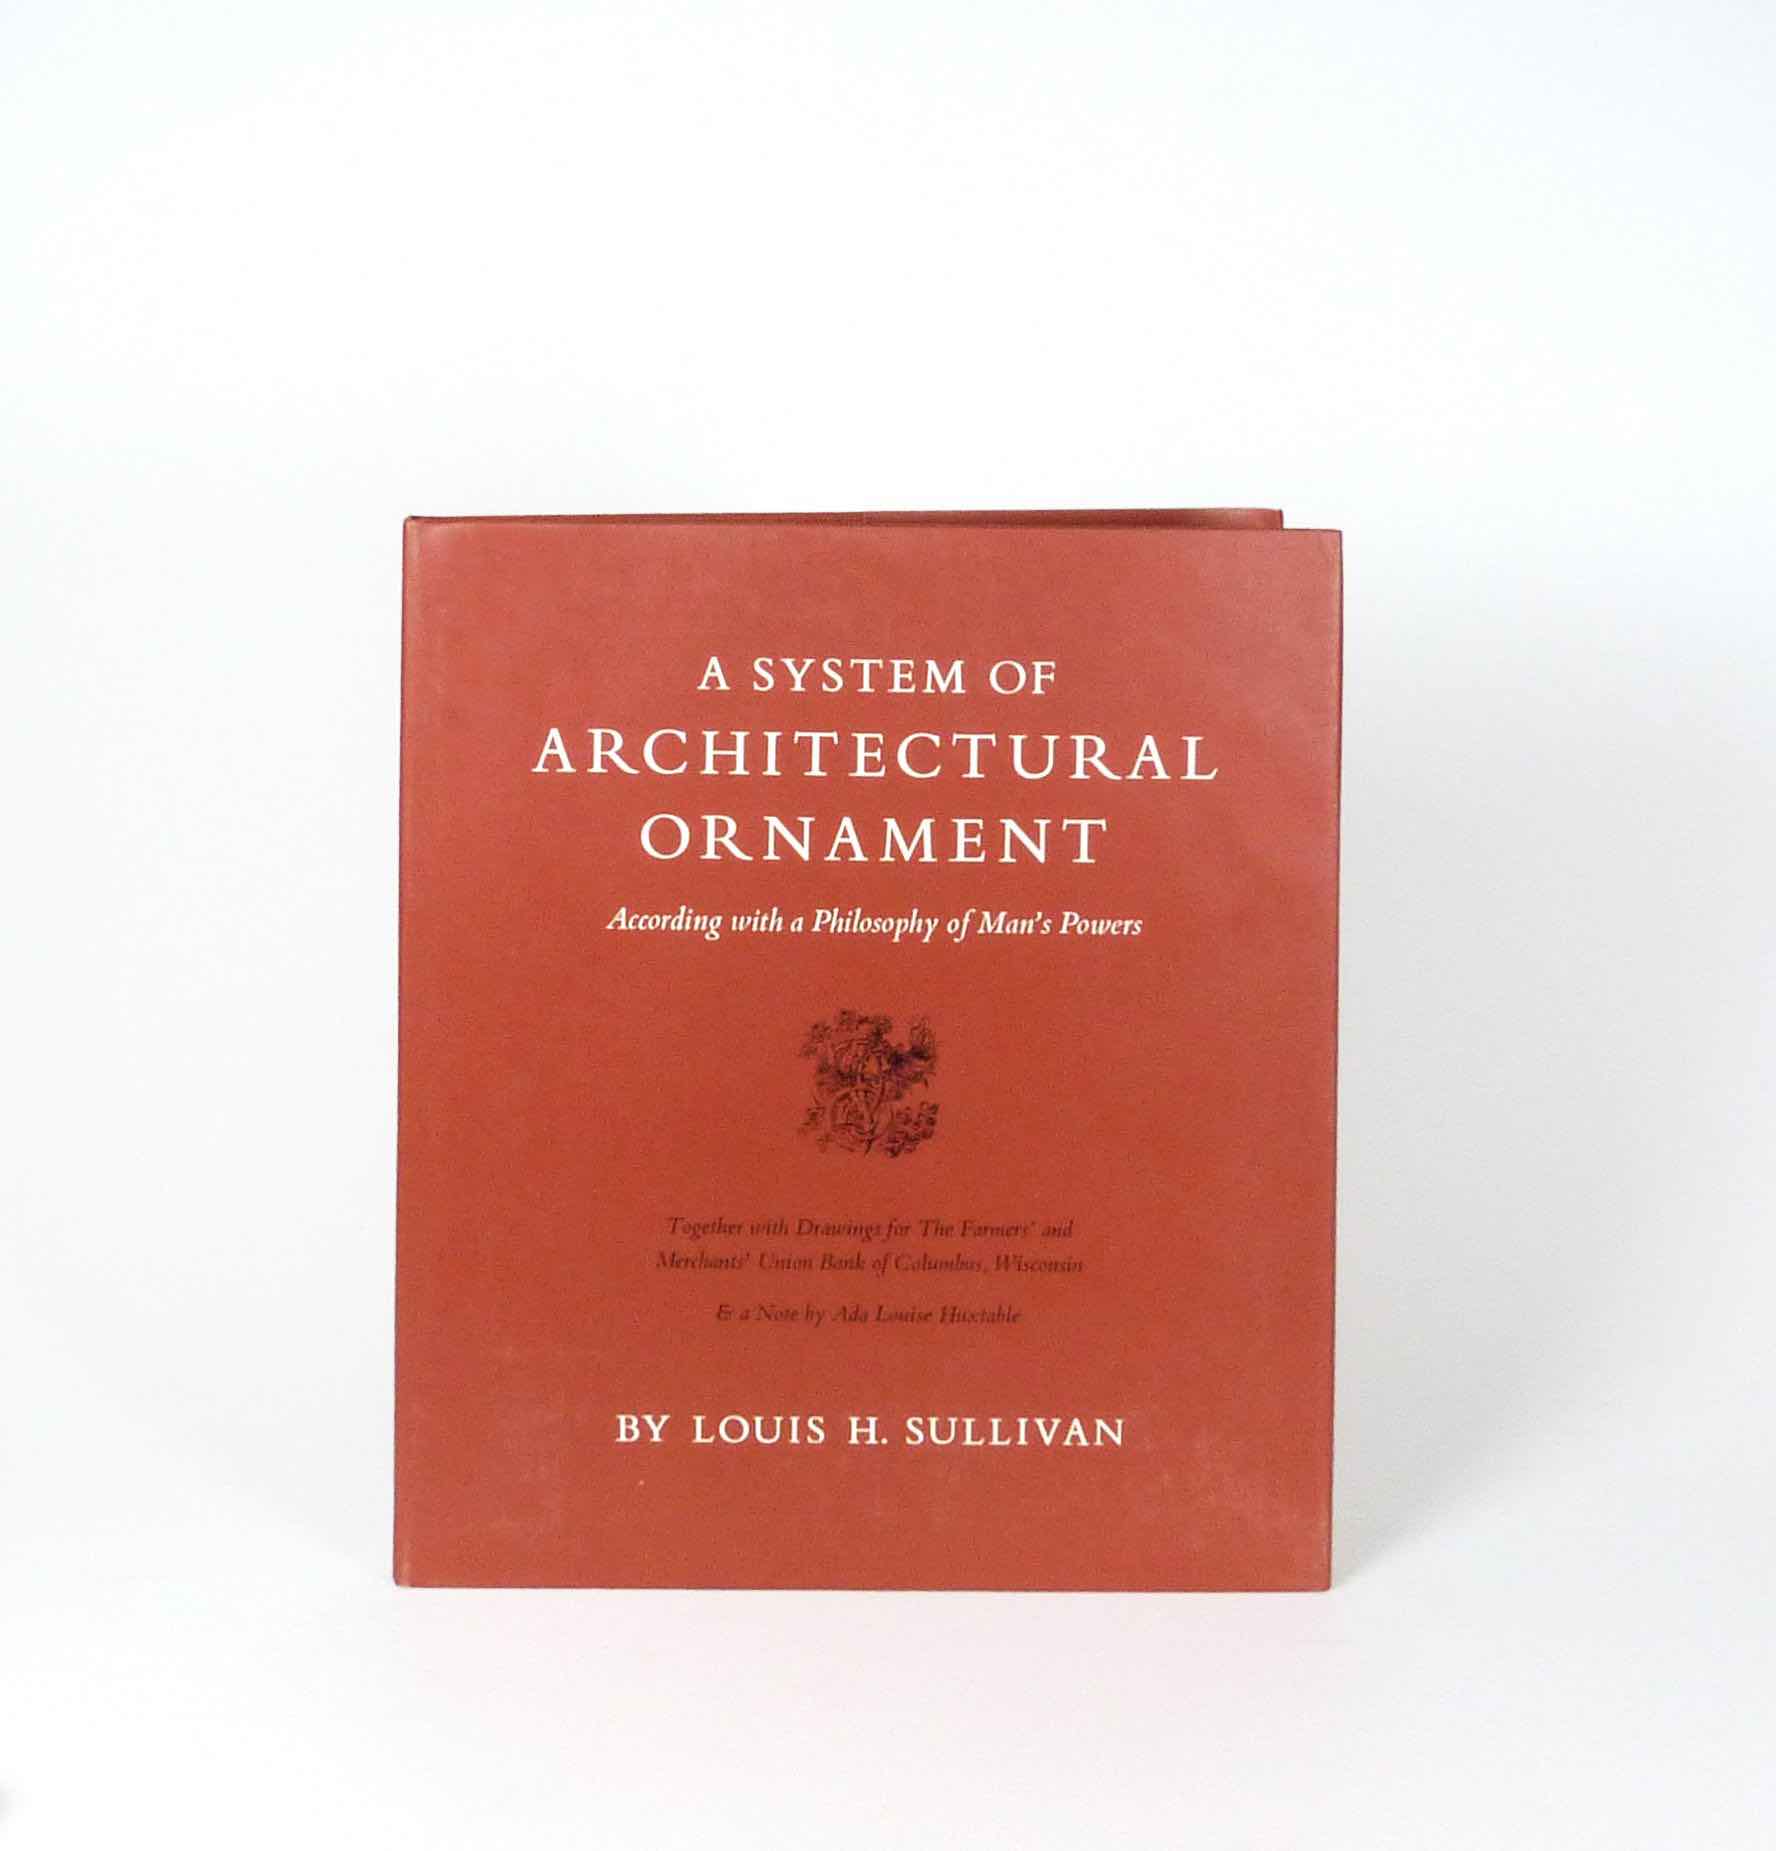 A SYSTEM OF
ARCHITECTURAL
ORNAMENT
According with a Philosophy of Man's Powers
Together with Drawings for The Farmers' and
Merchants' Union Bank of Columbus, Wisconsin
& a Note by Ada Louise Huxtable
BY LOUIS H. SULLIVAN